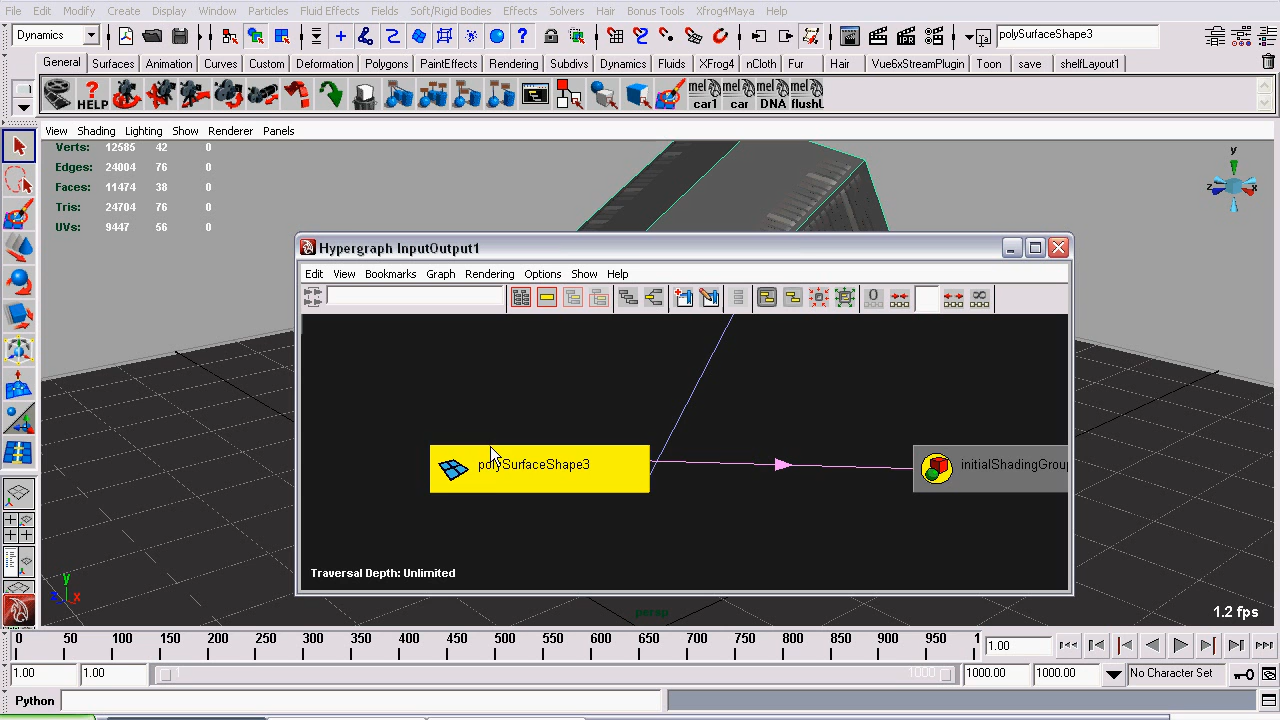 File Edit Modify Create Display Window Particles Fluid Effects Fields Soft/Rigid Bodies Effects Solvers Hair Bonus Tools Xfrog4Maya Help
Dynamics polySurfaceShape3
General Surfaces Animation Curves Custom Deformation Polygons PaintEffects Rendering Subdivs Dynamics Fluids XFrog4 nCloth Fur Hair Vue6xStreamPlugin Toon save shelfLayout1
HELP mel car1 mel car mel DNA mel flushL
View Shading Lighting Show Renderer Panels
Verts: 12585 42 0
Edges: 24004 76 0
Faces: 11474 38 0
Tris: 24704 76 0
UVs: 9447 56 0
y
z x
Hypergraph InputOutput1
Edit View Bookmarks Graph Rendering Options Show Help
0 ∞
polySurfaceShape3 initialShadingGroup
Traversal Depth: Unlimited
y
z x
persp
1.2 fps
0 50 100 150 200 250 300 350 400 450 500 550 600 650 700 750 800 850 900 950 1
1.00
1.00 1.00 1 1000 1000.00 1000.00 No Character Set
Python